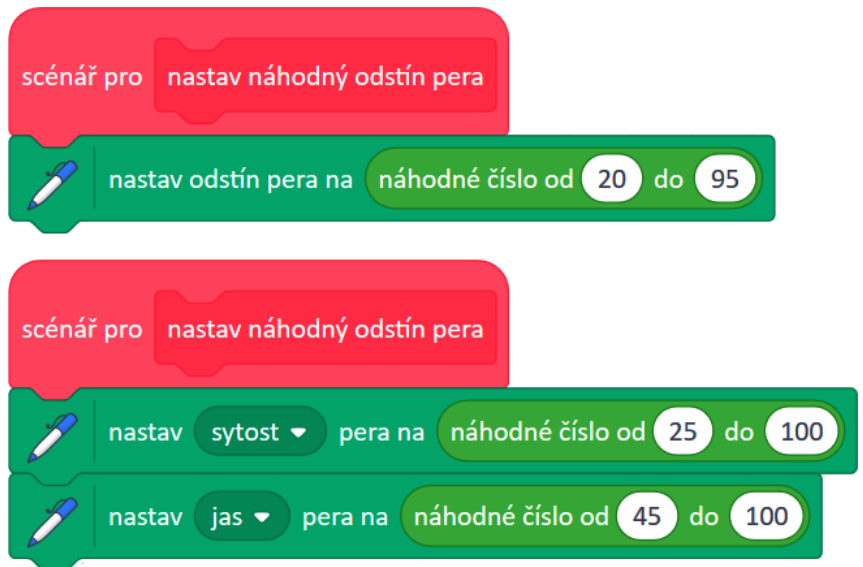 scénář pro nastav náhodný odstín pera
nastav odstín pera na náhodné číslo od 20 do 95
scénář pro nastav náhodný odstín pera
nastav sytost pera na náhodné číslo od 25 do 100
nastav jas pera na náhodné číslo od 45 do 100